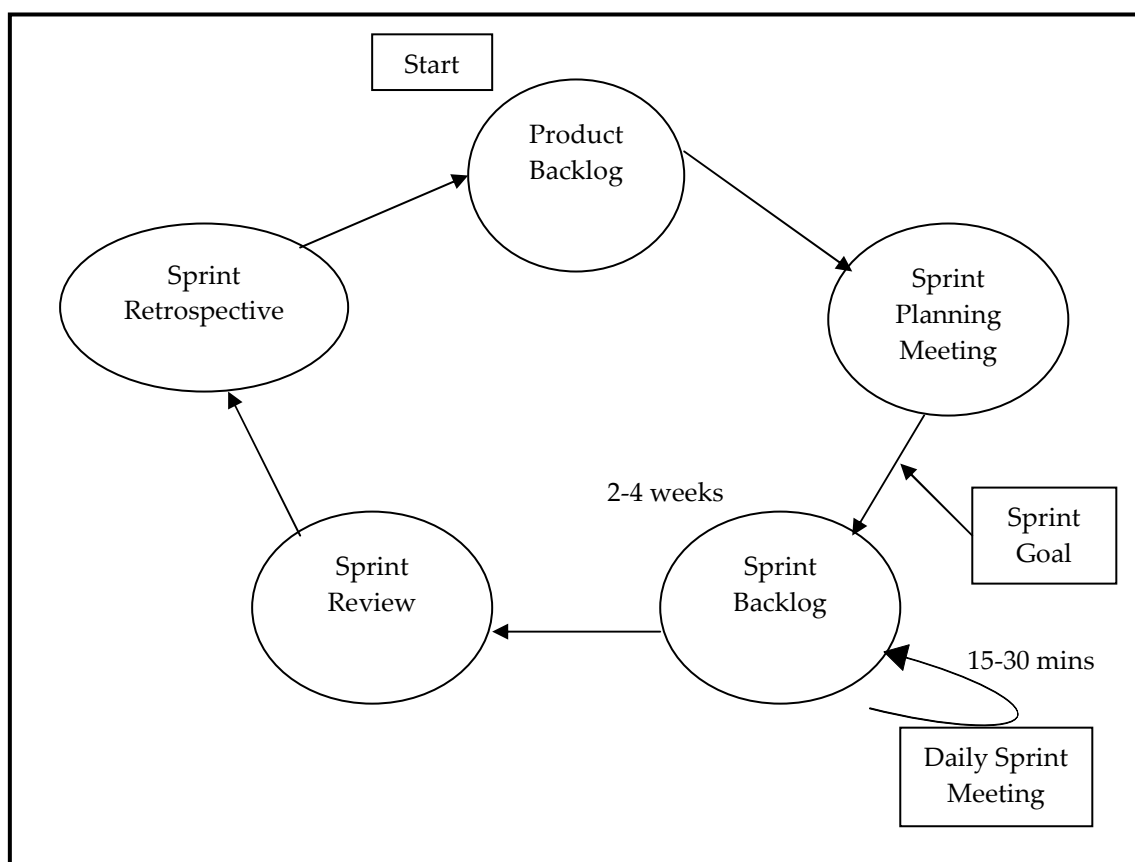 Start
Product
Backlog
Sprint
Retrospective
Sprint
Planning
Meeting
2-4 weeks
Sprint
Goal
Sprint
Review
Sprint
Backlog
15-30 mins
Daily Sprint
Meeting